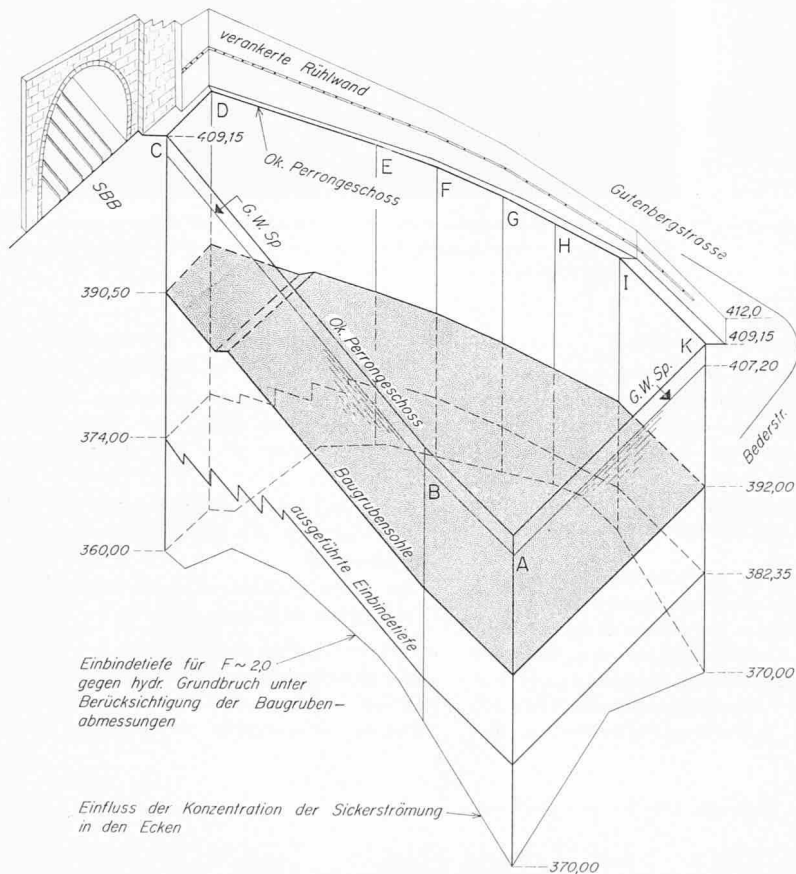 verankerte Rühlwand
D
409,15
C
Ok. Perrongeschoss
E
F
G
H
I
Gutenbergstrasse
SBB
G.W. Sp
390,50
412,0
409,15
K
407,20
Ok. Perrongeschoss
G.W. Sp.
Bederstr.
374,00
392,00
B
Baugrubensohle
ausgeführte Einbindetiefe
360,00
A
382,35
Einbindetiefe für F ~ 2,0
gegen hydr. Grundbruch unter
Berücksichtigung der Baugruben-
abmessungen
370,00
Einfluss der Konzentration der Sickerströmung
in den Ecken
370,00